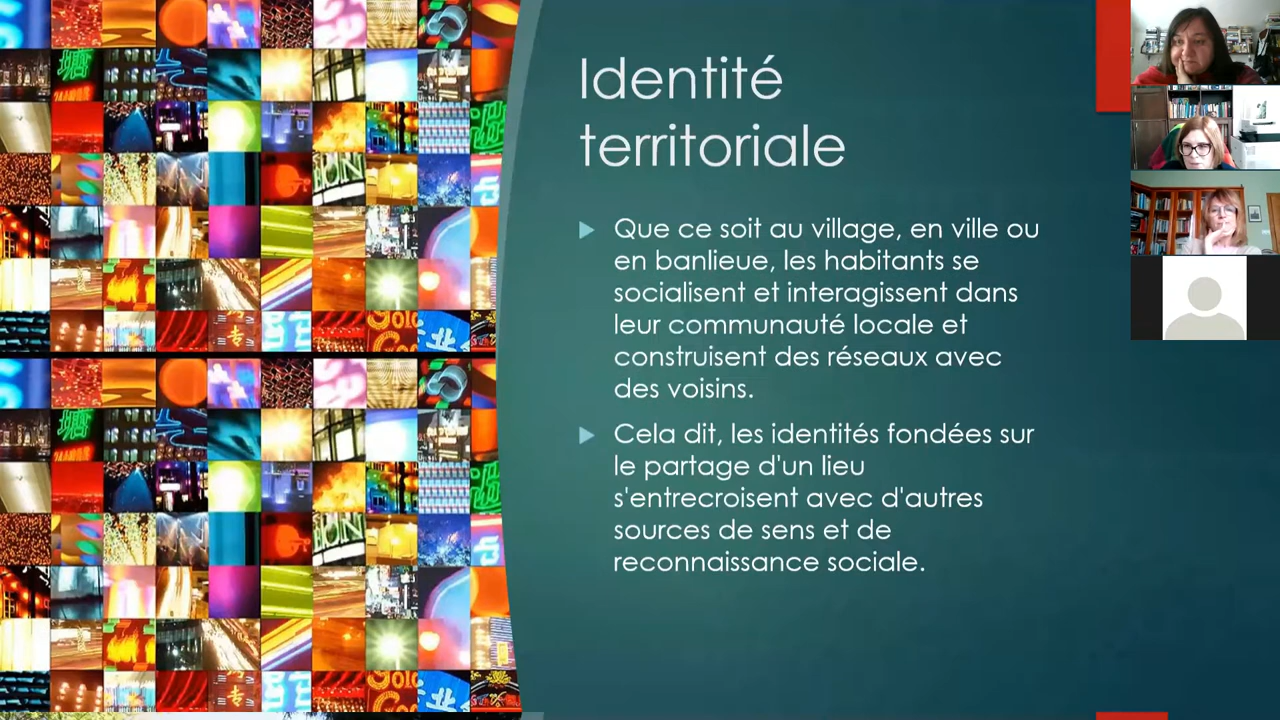 Identité
territoriale
Que ce soit au village, en ville ou
en banlieue, les habitants se
socialisent et interagissent dans
leur communauté locale et
construisent des réseaux avec
des voisins.
Cela dit, les identités fondées sur
le partage d'un lieu
s'entrecroisent avec d'autres
sources de sens et de
reconnaissance sociale.